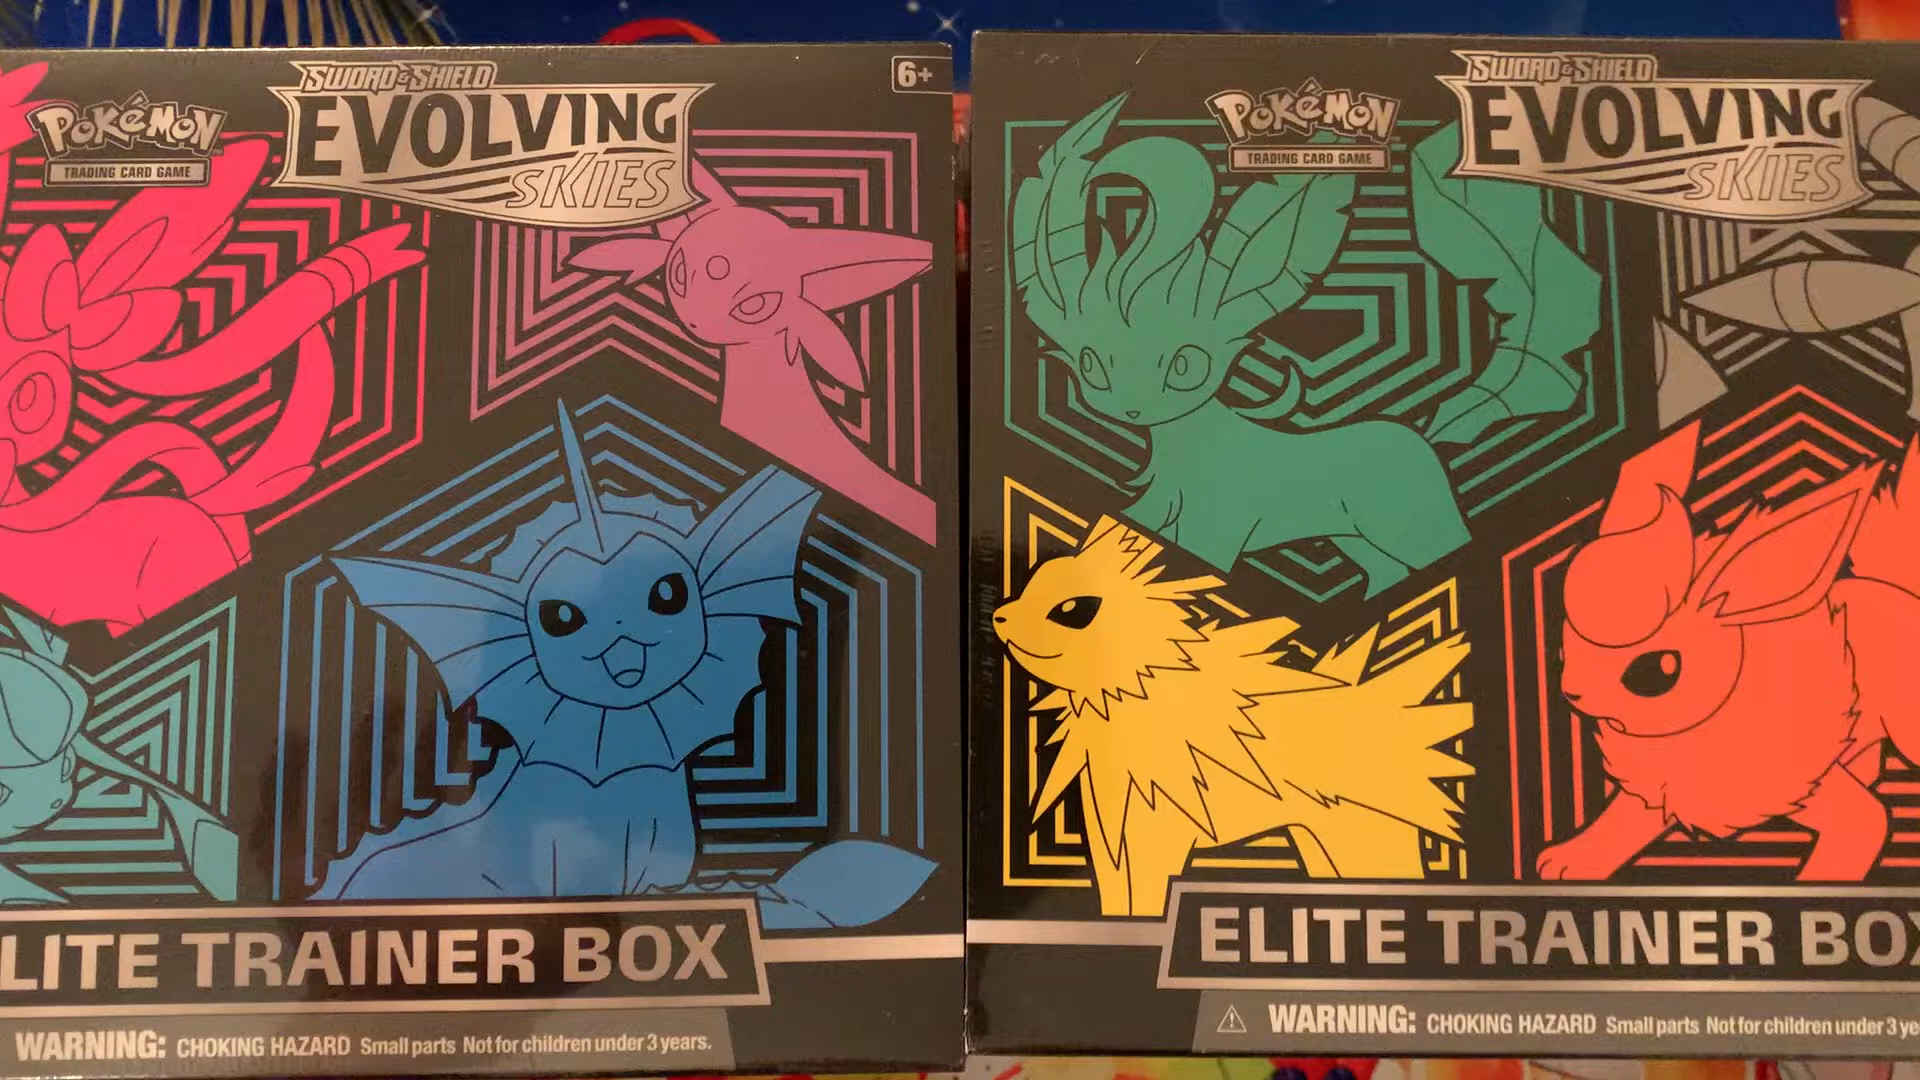 SWORD & SHIELD
6+
POKéMON
EVOLVING
SKIES
TRADING CARD GAME
LITE TRAINER BOX
WARNING: CHOKING HAZARD Small parts Not for children under 3 years.
SWORD & SHIELD
POKéMON
EVOLVING
SKIES
TRADING CARD GAME
ELITE TRAINER BOX
WARNING: CHOKING HAZARD Small parts Not for children under 3 ye